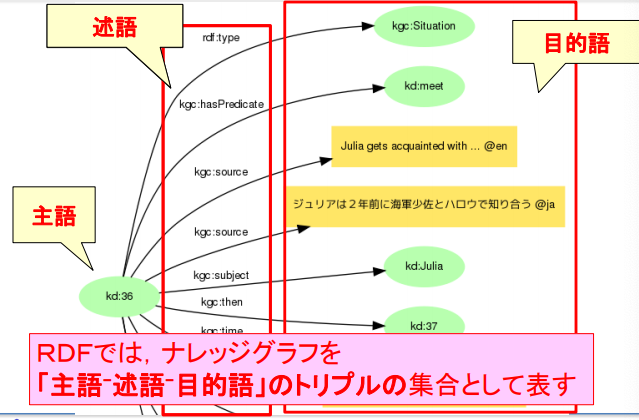 述語
目的語
rdf:type
kgc:Situation
kgc:hasPredicate
kd:meet
kgc:source
Julia gets acquainted with ... @en
主語
kgc:source
ジュリアは２年前に海軍少佐とハロウで知り合う @ja
kgc:subject
kd:Julia
kd:36
kgc:then
kd:37
kgc:time
ＲＤＦでは，ナレッジグラフを
「主語-述語-目的語」のトリプルの集合として表す